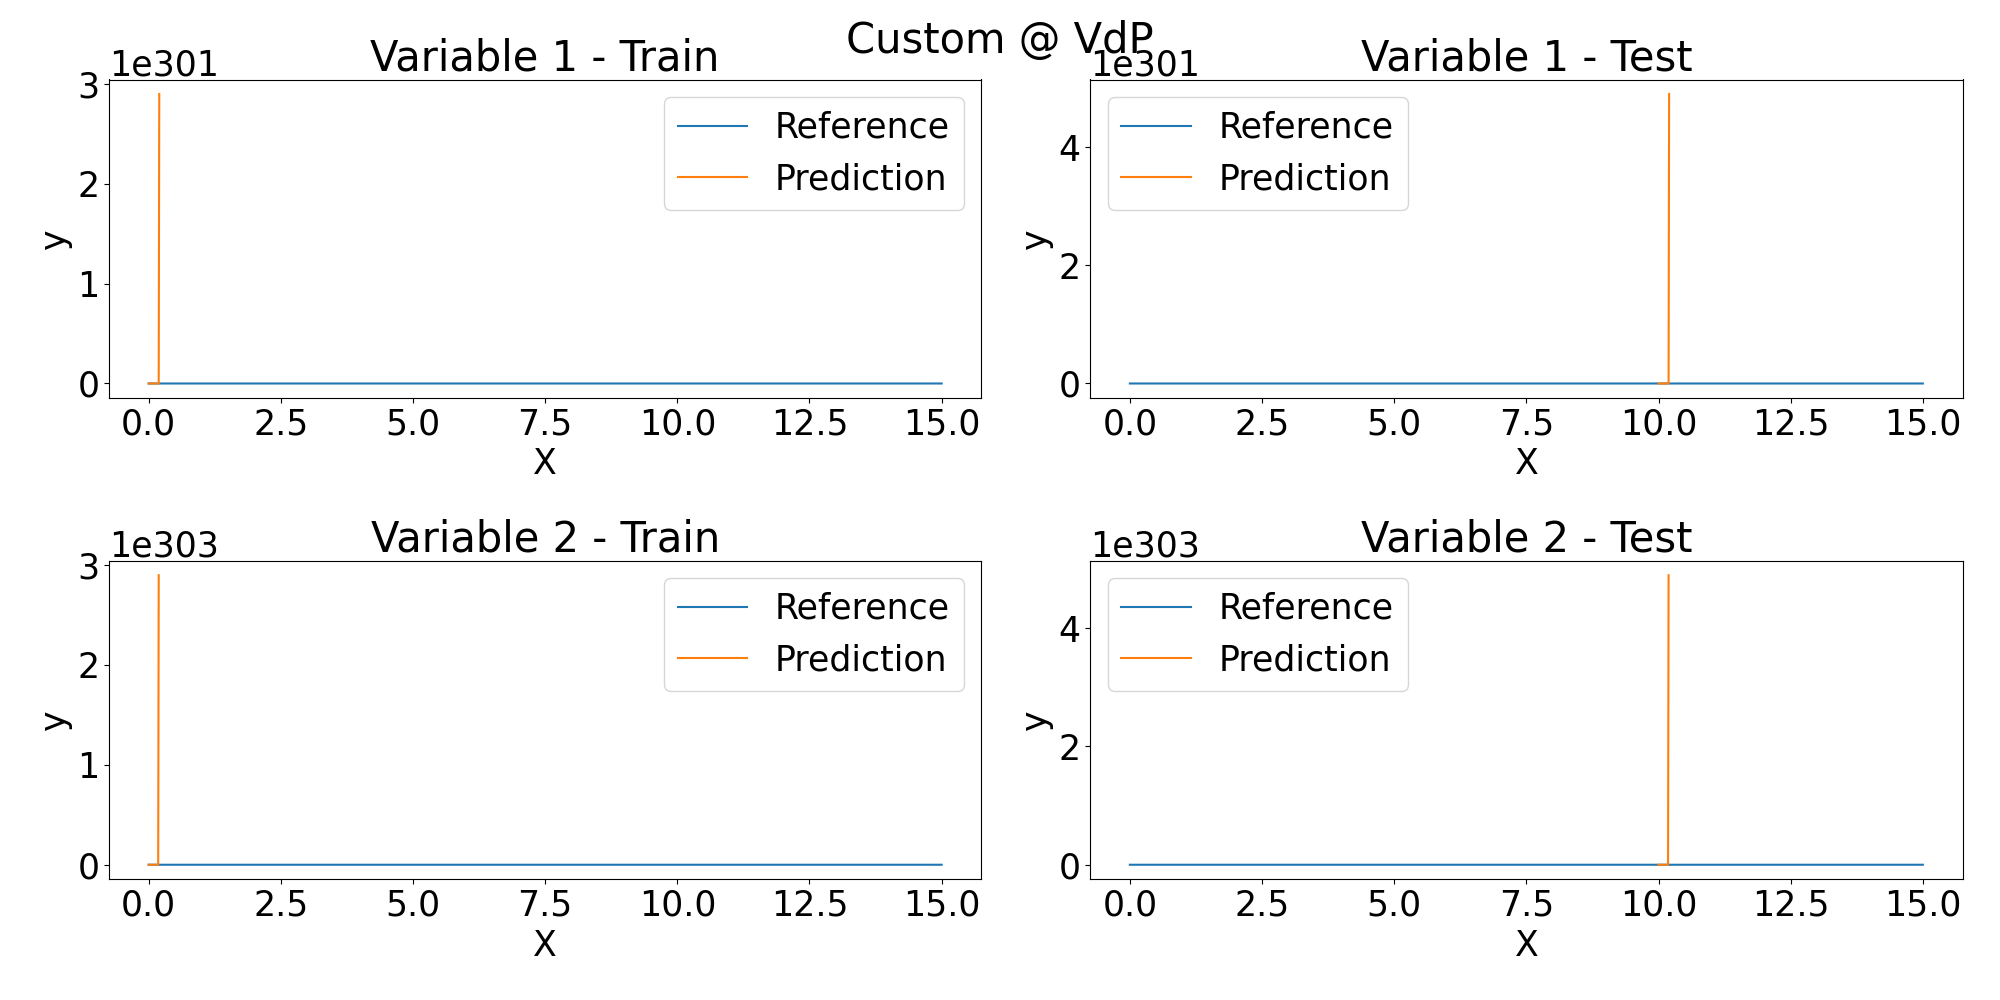 Custom @ VdP
Variable 1 - Train
1e301
3
2
1
0
y
Reference
Prediction
0.0 2.5 5.0 7.5 10.0 12.5 15.0
X
Variable 1 - Test
1e301
4
2
0
y
Reference
Prediction
0.0 2.5 5.0 7.5 10.0 12.5 15.0
X
Variable 2 - Train
1e303
3
2
1
0
y
Reference
Prediction
0.0 2.5 5.0 7.5 10.0 12.5 15.0
X
Variable 2 - Test
1e303
4
2
0
y
Reference
Prediction
0.0 2.5 5.0 7.5 10.0 12.5 15.0
X